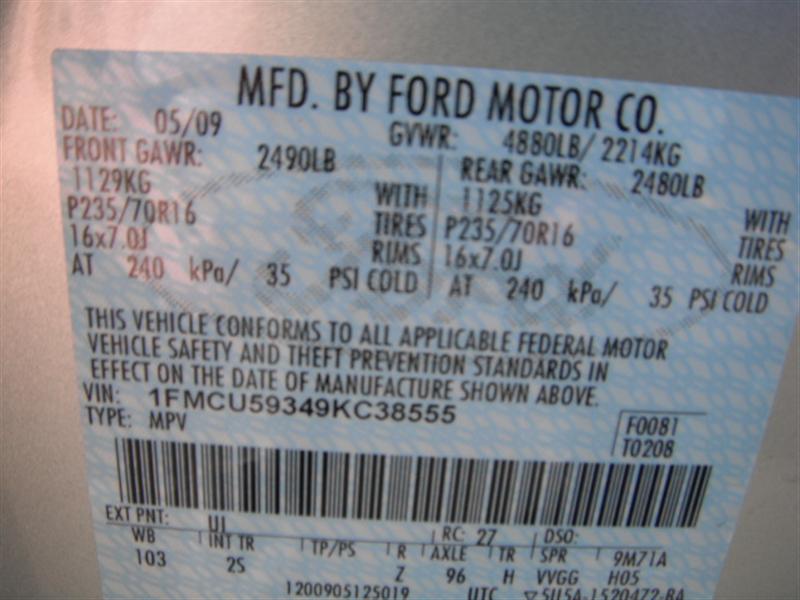 MFD. BY FORD MOTOR CO.
DATE: 05/09 GVWR: 4880LB/ 2214KG
FRONT GAWR: 2490LB REAR GAWR: 2480LB
1129KG WITH 1125KG WITH
P235/70R16 TIRES P235/70R16 TIRES
16x7.0J RIMS 16x7.0J RIMS
AT 240 kPa/ 35 PSI COLD AT 240 kPa/ 35 PSI COLD
THIS VEHICLE CONFORMS TO ALL APPLICABLE FEDERAL MOTOR
VEHICLE SAFETY AND THEFT PREVENTION STANDARDS IN
EFFECT ON THE DATE OF MANUFACTURE SHOWN ABOVE.
VIN: 1FMCU59349KC38555
TYPE: MPV F0081
T0208
EXT PNT: UJ RC: 27 DSO:
WB INT TR TP/PS R AXLE TR SPR 9M71A
103 2S Z 96 H VVGG H05
1200905125019 UTC ▽5U5A-1520472-BA